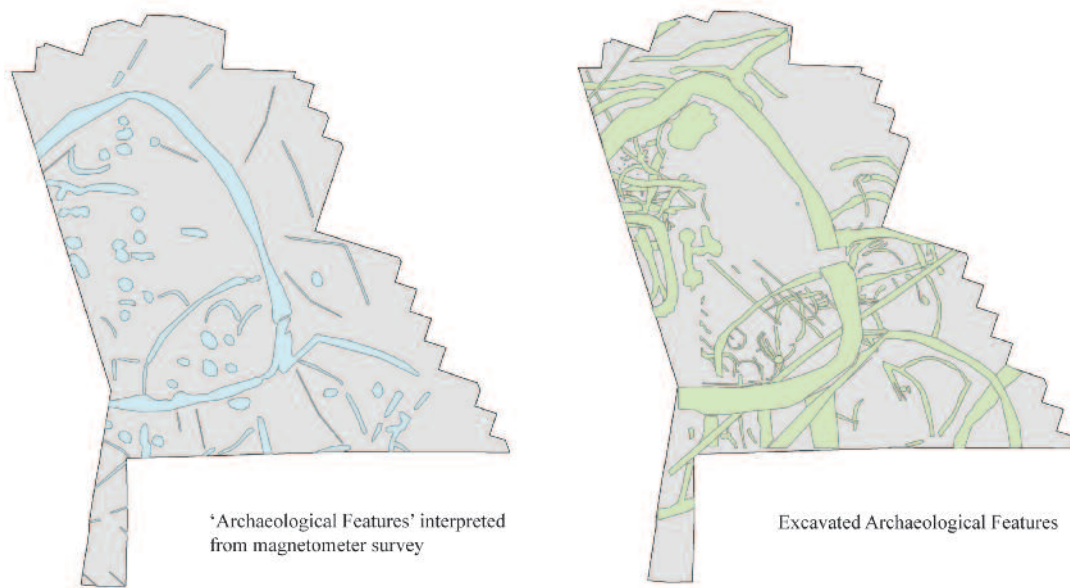 ‘Archaeological Features’ interpreted
from magnetometer survey
Excavated Archaeological Features